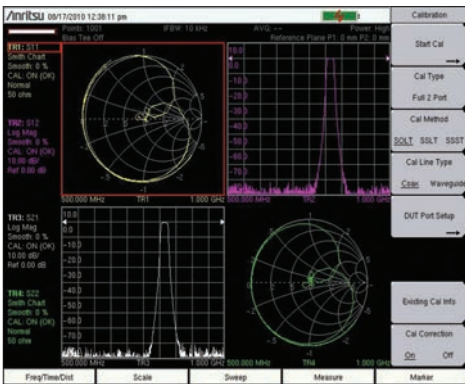 Anritsu 08/17/2010 12:38:11 pm
Points: 1001 IFBW: 10 kHz AVG: -- Power: High
Bias Tee Off Reference Plane P1: 0 mm P2: 0 mm
TR1: S11
Smith Chart
Smooth: 0 %
CAL: ON (OK)
Normal
50 ohm
TR2: S12
Log Mag
Smooth: 0 %
CAL: ON (OK)
10.00 dB/
Ref 0.00 dB
500.000 MHz TR1 1.000 GHz
500.000 MHz TR2 1.000 GHz
TR3: S21
Log Mag
Smooth: 0 %
CAL: ON (OK)
10.00 dB/
Ref 0.00 dB
TR4: S22
Smith Chart
Smooth: 0 %
CAL: ON (OK)
Normal
50 ohm
500.000 MHz TR3 1.000 GHz
500.000 MHz TR4 1.000 GHz
Calibration
Start Cal
Cal Type
Full 2 Port
Cal Method
SOLT SSLT SSST
Cal Line Type
Coax Waveguide
DUT Port Setup
Existing Cal Info
Cal Correction
On Off
Freq/Time/Dist Scale Sweep Measure Marker